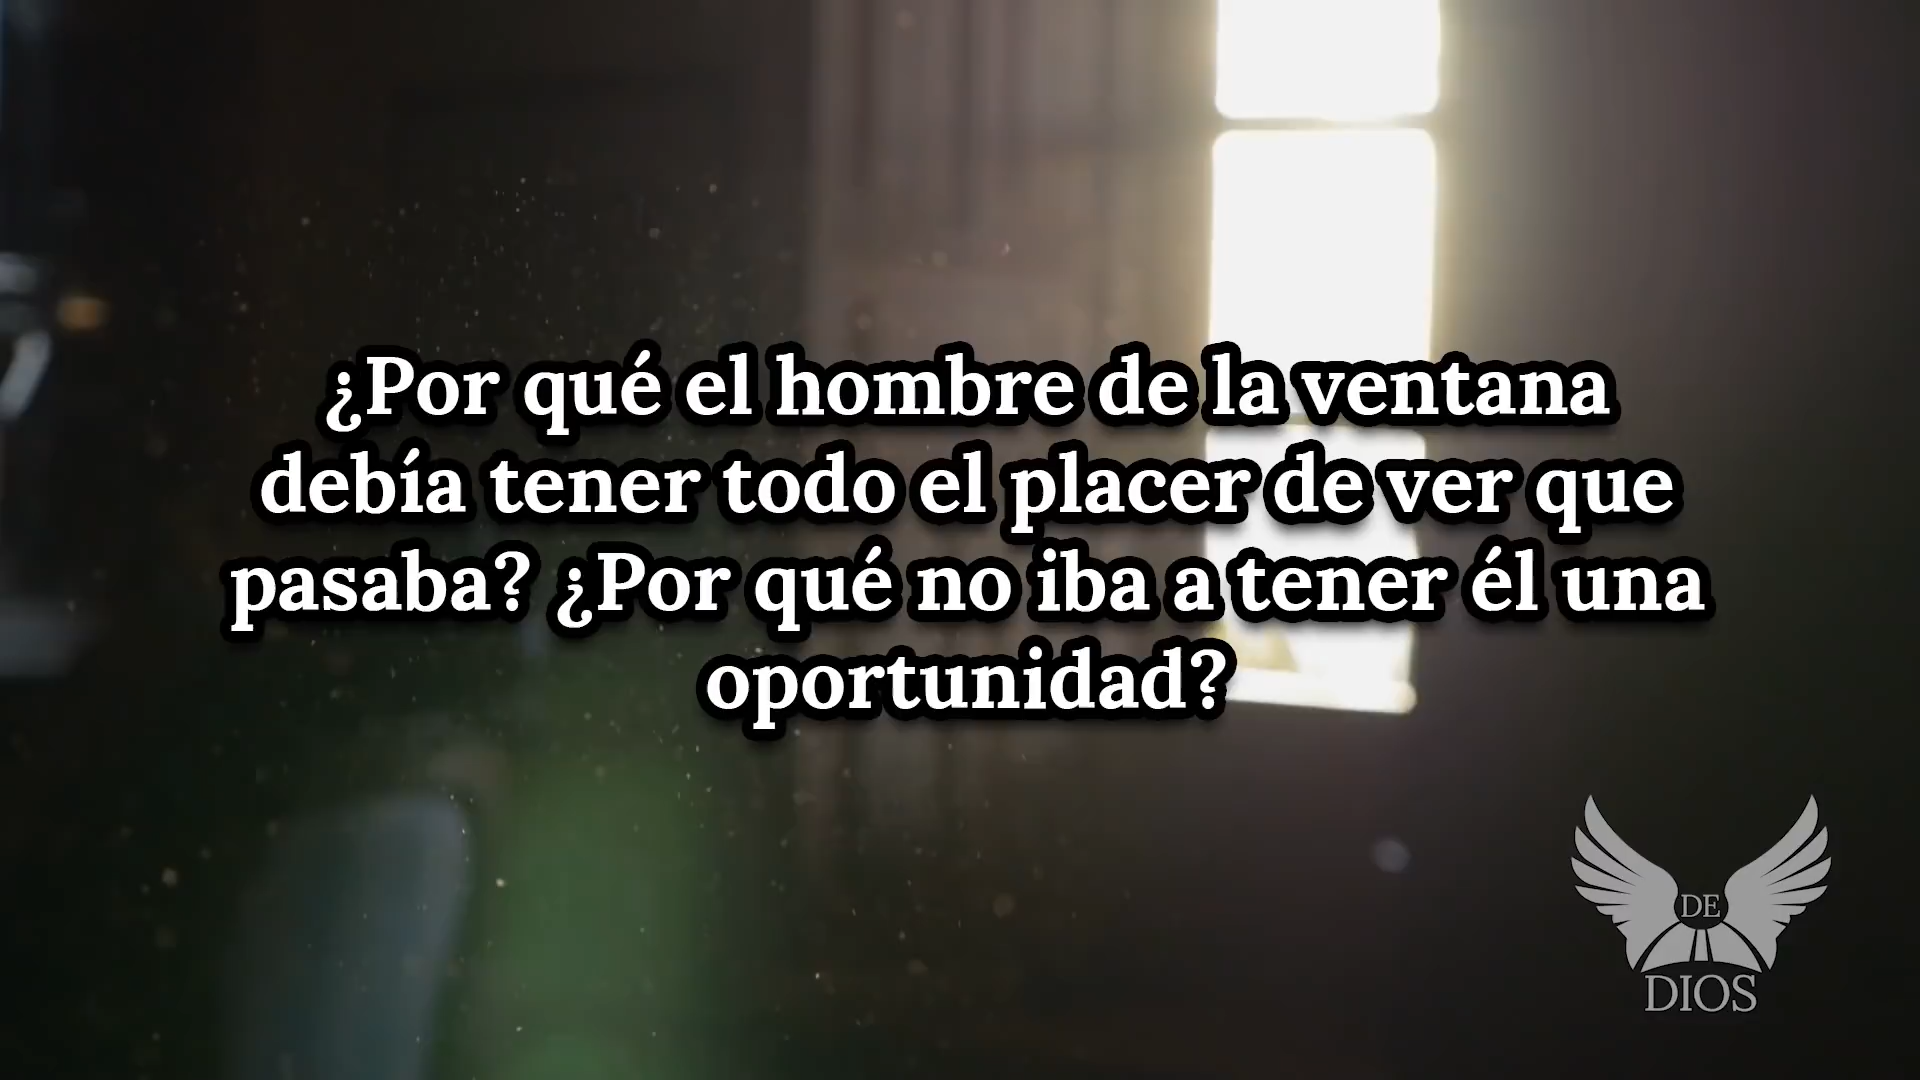 ¿Por qué el hombre de la ventana
debía tener todo el placer de ver que
pasaba? ¿Por qué no iba a tener él una
oportunidad?
DE
DIOS